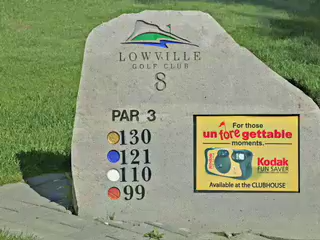 LOWVILLE
GOLF CLUB
8
PAR 3
130
121
110
99
For those
unforegettable
moments.
Kodak
FUN SAVER
Available at the CLUBHOUSE